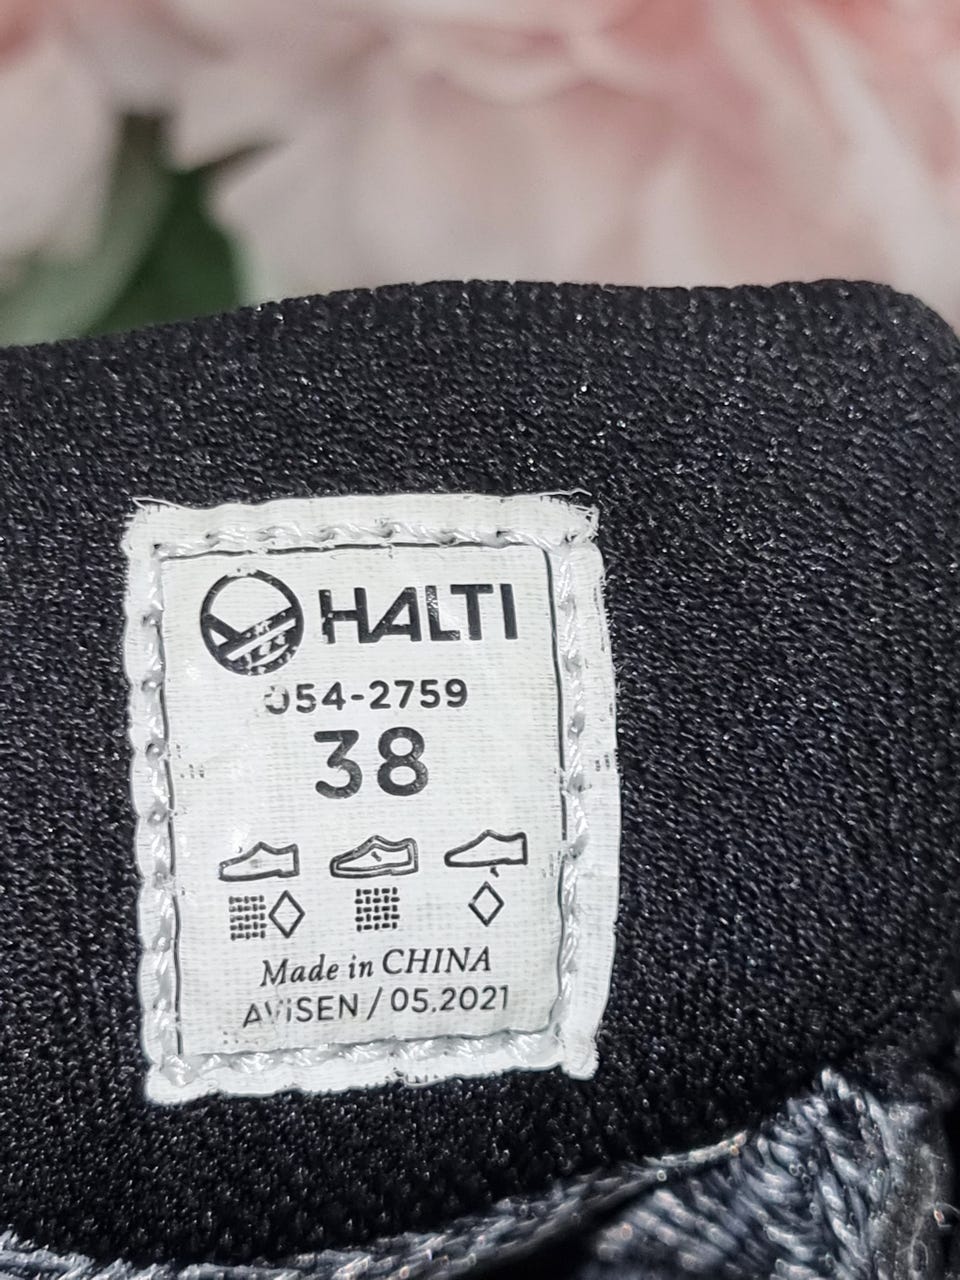 HALTI
054-2759
38
Made in CHINA
AVISEN / 05.2021